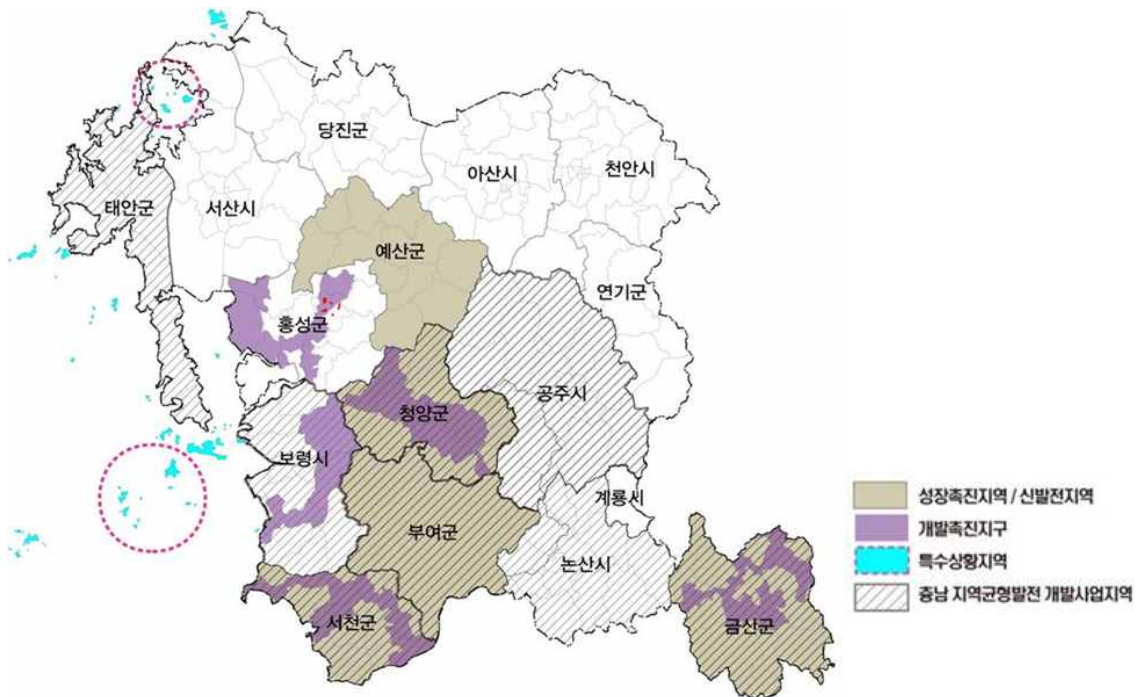 당진군
아산시
천안시
태안군
서산시
예산군
연기군
홍성군
공주시
청양군
보령시
계룡시
부여군
논산시
서천군
금산군
성장촉진지역 / 신발전지역
개발촉진지구
특수상황지역
충남 지역균형발전 개발사업지역